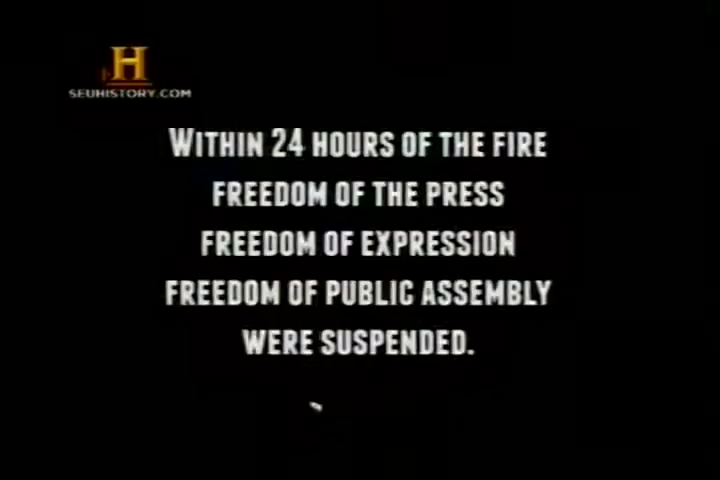 H
SEUHISTORY.COM
WITHIN 24 HOURS OF THE FIRE
FREEDOM OF THE PRESS
FREEDOM OF EXPRESSION
FREEDOM OF PUBLIC ASSEMBLY
WERE SUSPENDED.